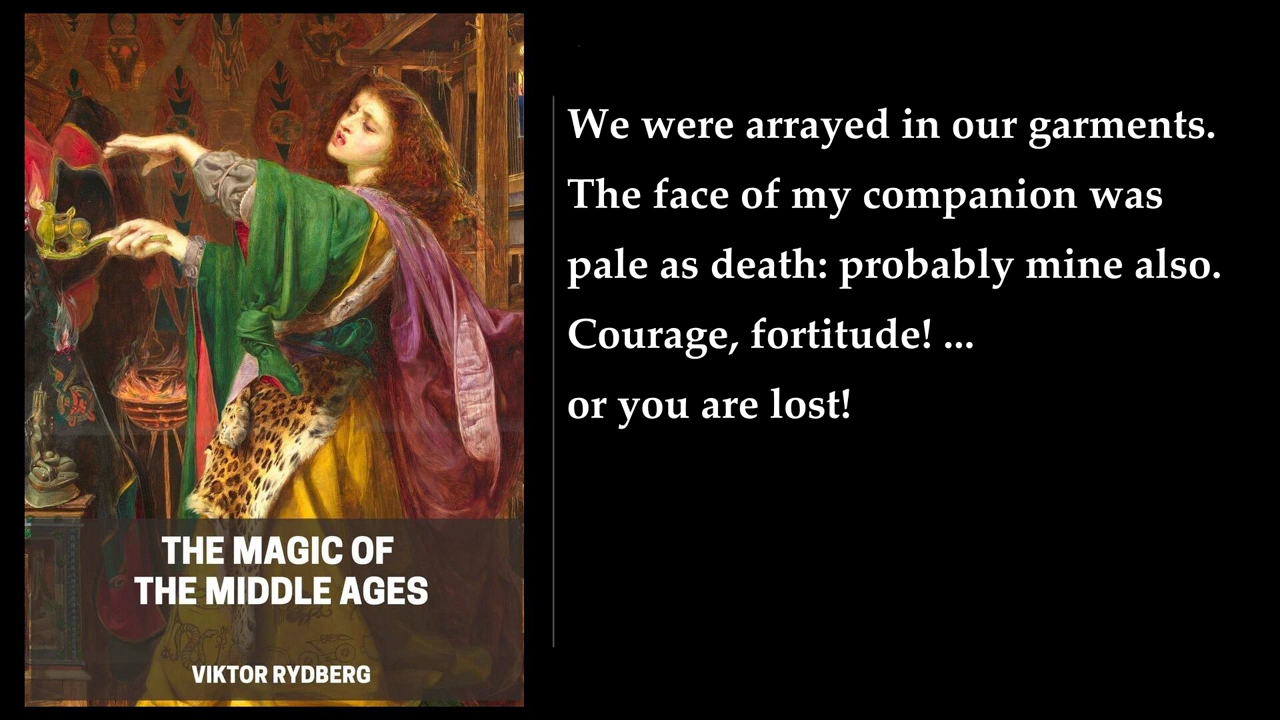 We were arrayed in our garments.
The face of my companion was
pale as death: probably mine also.
Courage, fortitude! ...
or you are lost!
THE MAGIC OF
THE MIDDLE AGES
VIKTOR RYDBERG